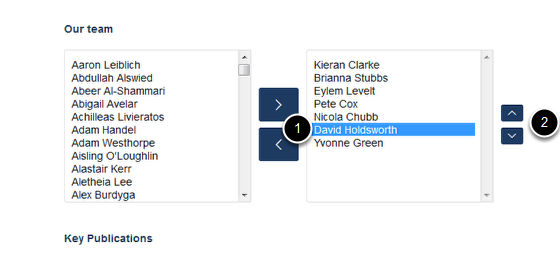 Our team
Aaron Leiblich
Abdullah Alswied
Abeer Al-Shammari
Abigail Avelar
Achilleas Livieratos
Adam Handel
Adam Westhorpe
Aisling O'Loughlin
Alastair Kerr
Aletheia Lee
Alex Burdyga
1
Kieran Clarke
Brianna Stubbs
Eylem Levelt
Pete Cox
Nicola Chubb
David Holdsworth
Yvonne Green
2
Key Publications